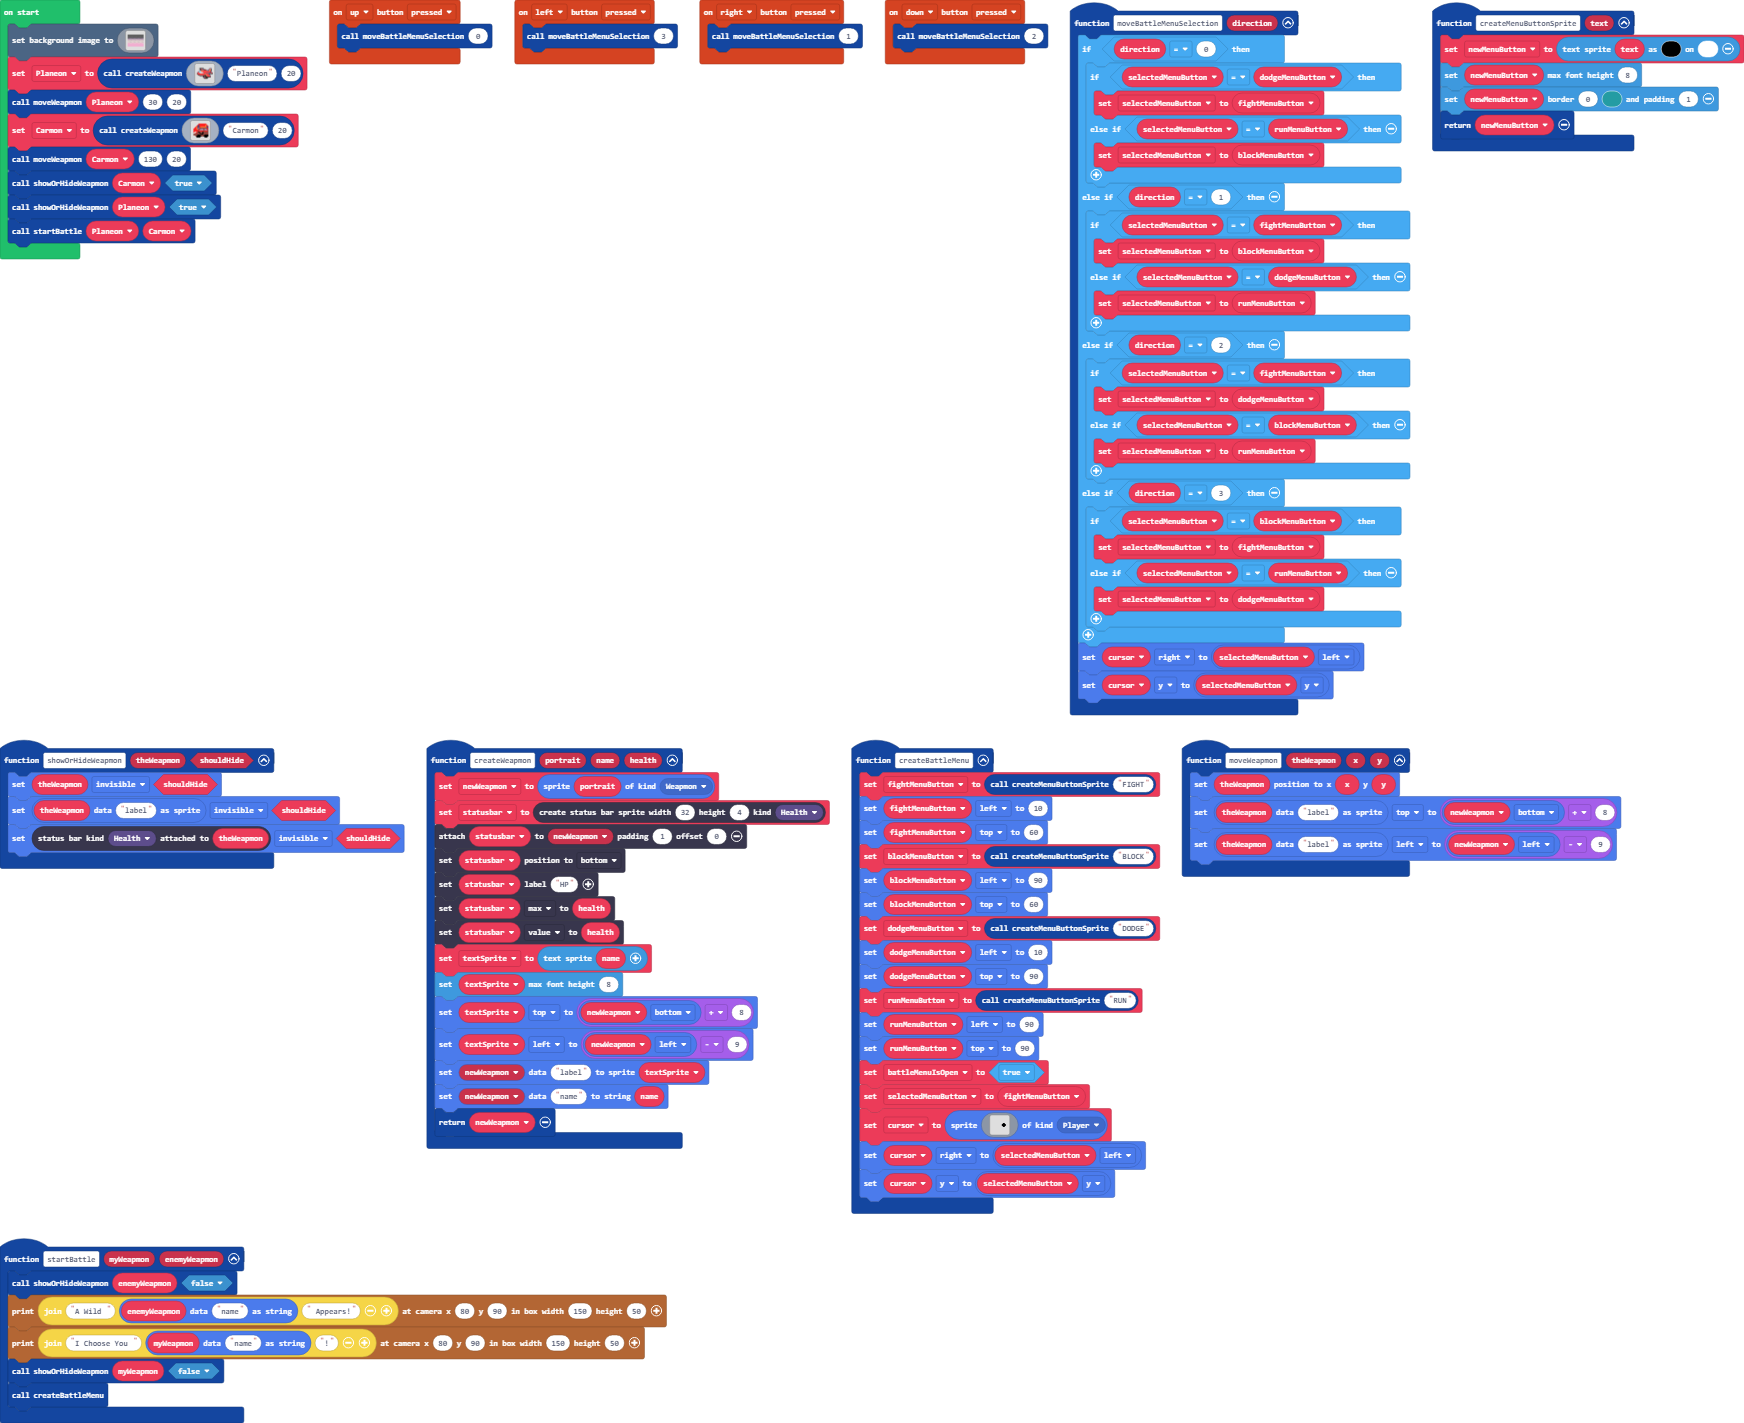 on start
set background image to
set Planeon to call createWeapmon "Planeon" 20
call moveWeapmon Planeon 30 20
set Carmon to call createWeapmon "Carmon" 20
call moveWeapmon Carmon 130 20
call showOrHideWeapmon Carmon true
call showOrHideWeapmon Planeon true
call startBattle Planeon Carmon
on up button pressed
call moveBattleMenuSelection 0
on left button pressed
call moveBattleMenuSelection 3
on right button pressed
call moveBattleMenuSelection 1
on down button pressed
call moveBattleMenuSelection 2
function moveBattleMenuSelection direction
if direction = 0 then
if selectedMenuButton = dodgeMenuButton then
set selectedMenuButton to fightMenuButton
else if selectedMenuButton = runMenuButton then
set selectedMenuButton to blockMenuButton
else if direction = 1 then
if selectedMenuButton = fightMenuButton then
set selectedMenuButton to blockMenuButton
else if selectedMenuButton = dodgeMenuButton then
set selectedMenuButton to runMenuButton
else if direction = 2 then
if selectedMenuButton = fightMenuButton then
set selectedMenuButton to dodgeMenuButton
else if selectedMenuButton = blockMenuButton then
set selectedMenuButton to runMenuButton
else if direction = 3 then
if selectedMenuButton = blockMenuButton then
set selectedMenuButton to fightMenuButton
else if selectedMenuButton = runMenuButton then
set selectedMenuButton to dodgeMenuButton
set cursor right to selectedMenuButton left
set cursor y to selectedMenuButton y
function createMenuButtonSprite text
set newMenuButton to text sprite text as on
set newMenuButton max font height 8
set newMenuButton border 0 and padding 1
return newMenuButton
function showOrHideWeapmon theWeapmon shouldHide
set theWeapmon invisible shouldHide
set theWeapmon data "label" as sprite invisible shouldHide
set status bar kind Health attached to theWeapmon invisible shouldHide
function createWeapmon portrait name health
set newWeapmon to sprite portrait of kind Weapmon
set statusbar to create status bar sprite width 32 height 4 kind Health
attach statusbar to newWeapmon padding 1 offset 0
set statusbar position to bottom
set statusbar label "HP"
set statusbar max to health
set statusbar value to health
set textSprite to text sprite name
set textSprite max font height 8
set textSprite top to newWeapmon bottom + 8
set textSprite left to newWeapmon left - 9
set newWeapmon data "label" to sprite textSprite
set newWeapmon data "name" to string name
return newWeapmon
function createBattleMenu
set fightMenuButton to call createMenuButtonSprite "FIGHT"
set fightMenuButton left to 10
set fightMenuButton top to 60
set blockMenuButton to call createMenuButtonSprite "BLOCK"
set blockMenuButton left to 90
set blockMenuButton top to 60
set dodgeMenuButton to call createMenuButtonSprite "DODGE"
set dodgeMenuButton left to 10
set dodgeMenuButton top to 90
set runMenuButton to call createMenuButtonSprite "RUN"
set runMenuButton left to 90
set runMenuButton top to 90
set battleMenuIsOpen to true
set selectedMenuButton to fightMenuButton
set cursor to sprite of kind Player
set cursor right to selectedMenuButton left
set cursor y to selectedMenuButton y
function moveWeapmon theWeapmon x y
set theWeapmon position to x x y y
set theWeapmon data "label" as sprite top to newWeapmon bottom + 8
set theWeapmon data "label" as sprite left to newWeapmon left - 9
function startBattle myWeapmon enemyWeapmon
call showOrHideWeapmon enemyWeapmon false
print join "A Wild " enemyWeapmon data "name" as string " Appears!" at camera x 80 y 90 in box width 150 height 50
print join "I Choose You " myWeapmon data "name" as string "!" at camera x 80 y 90 in box width 150 height 50
call showOrHideWeapmon myWeapmon false
call createBattleMenu